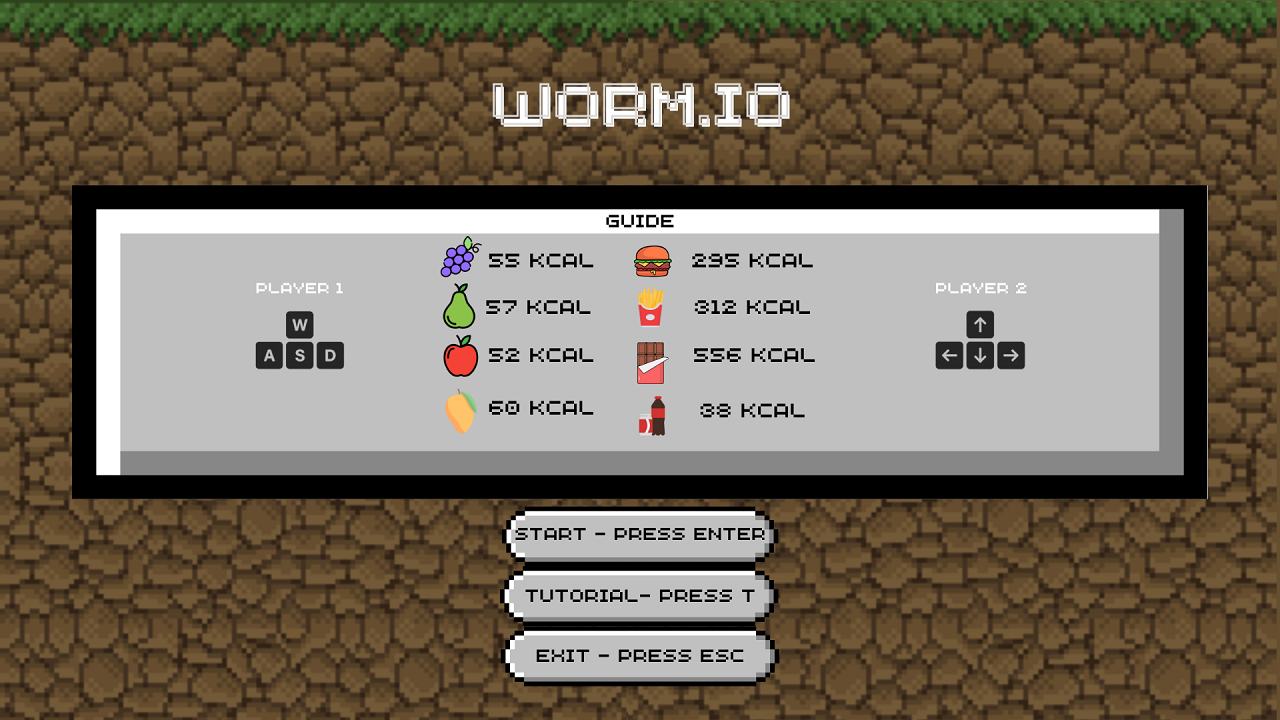 WORM.IO
GUIDE
55 KCAL
295 KCAL
PLAYER 1
PLAYER 2
57 KCAL
312 KCAL
W
A S D
↑
← ↓ →
52 KCAL
556 KCAL
60 KCAL
38 KCAL
START - PRESS ENTER
TUTORIAL- PRESS T
EXIT - PRESS ESC